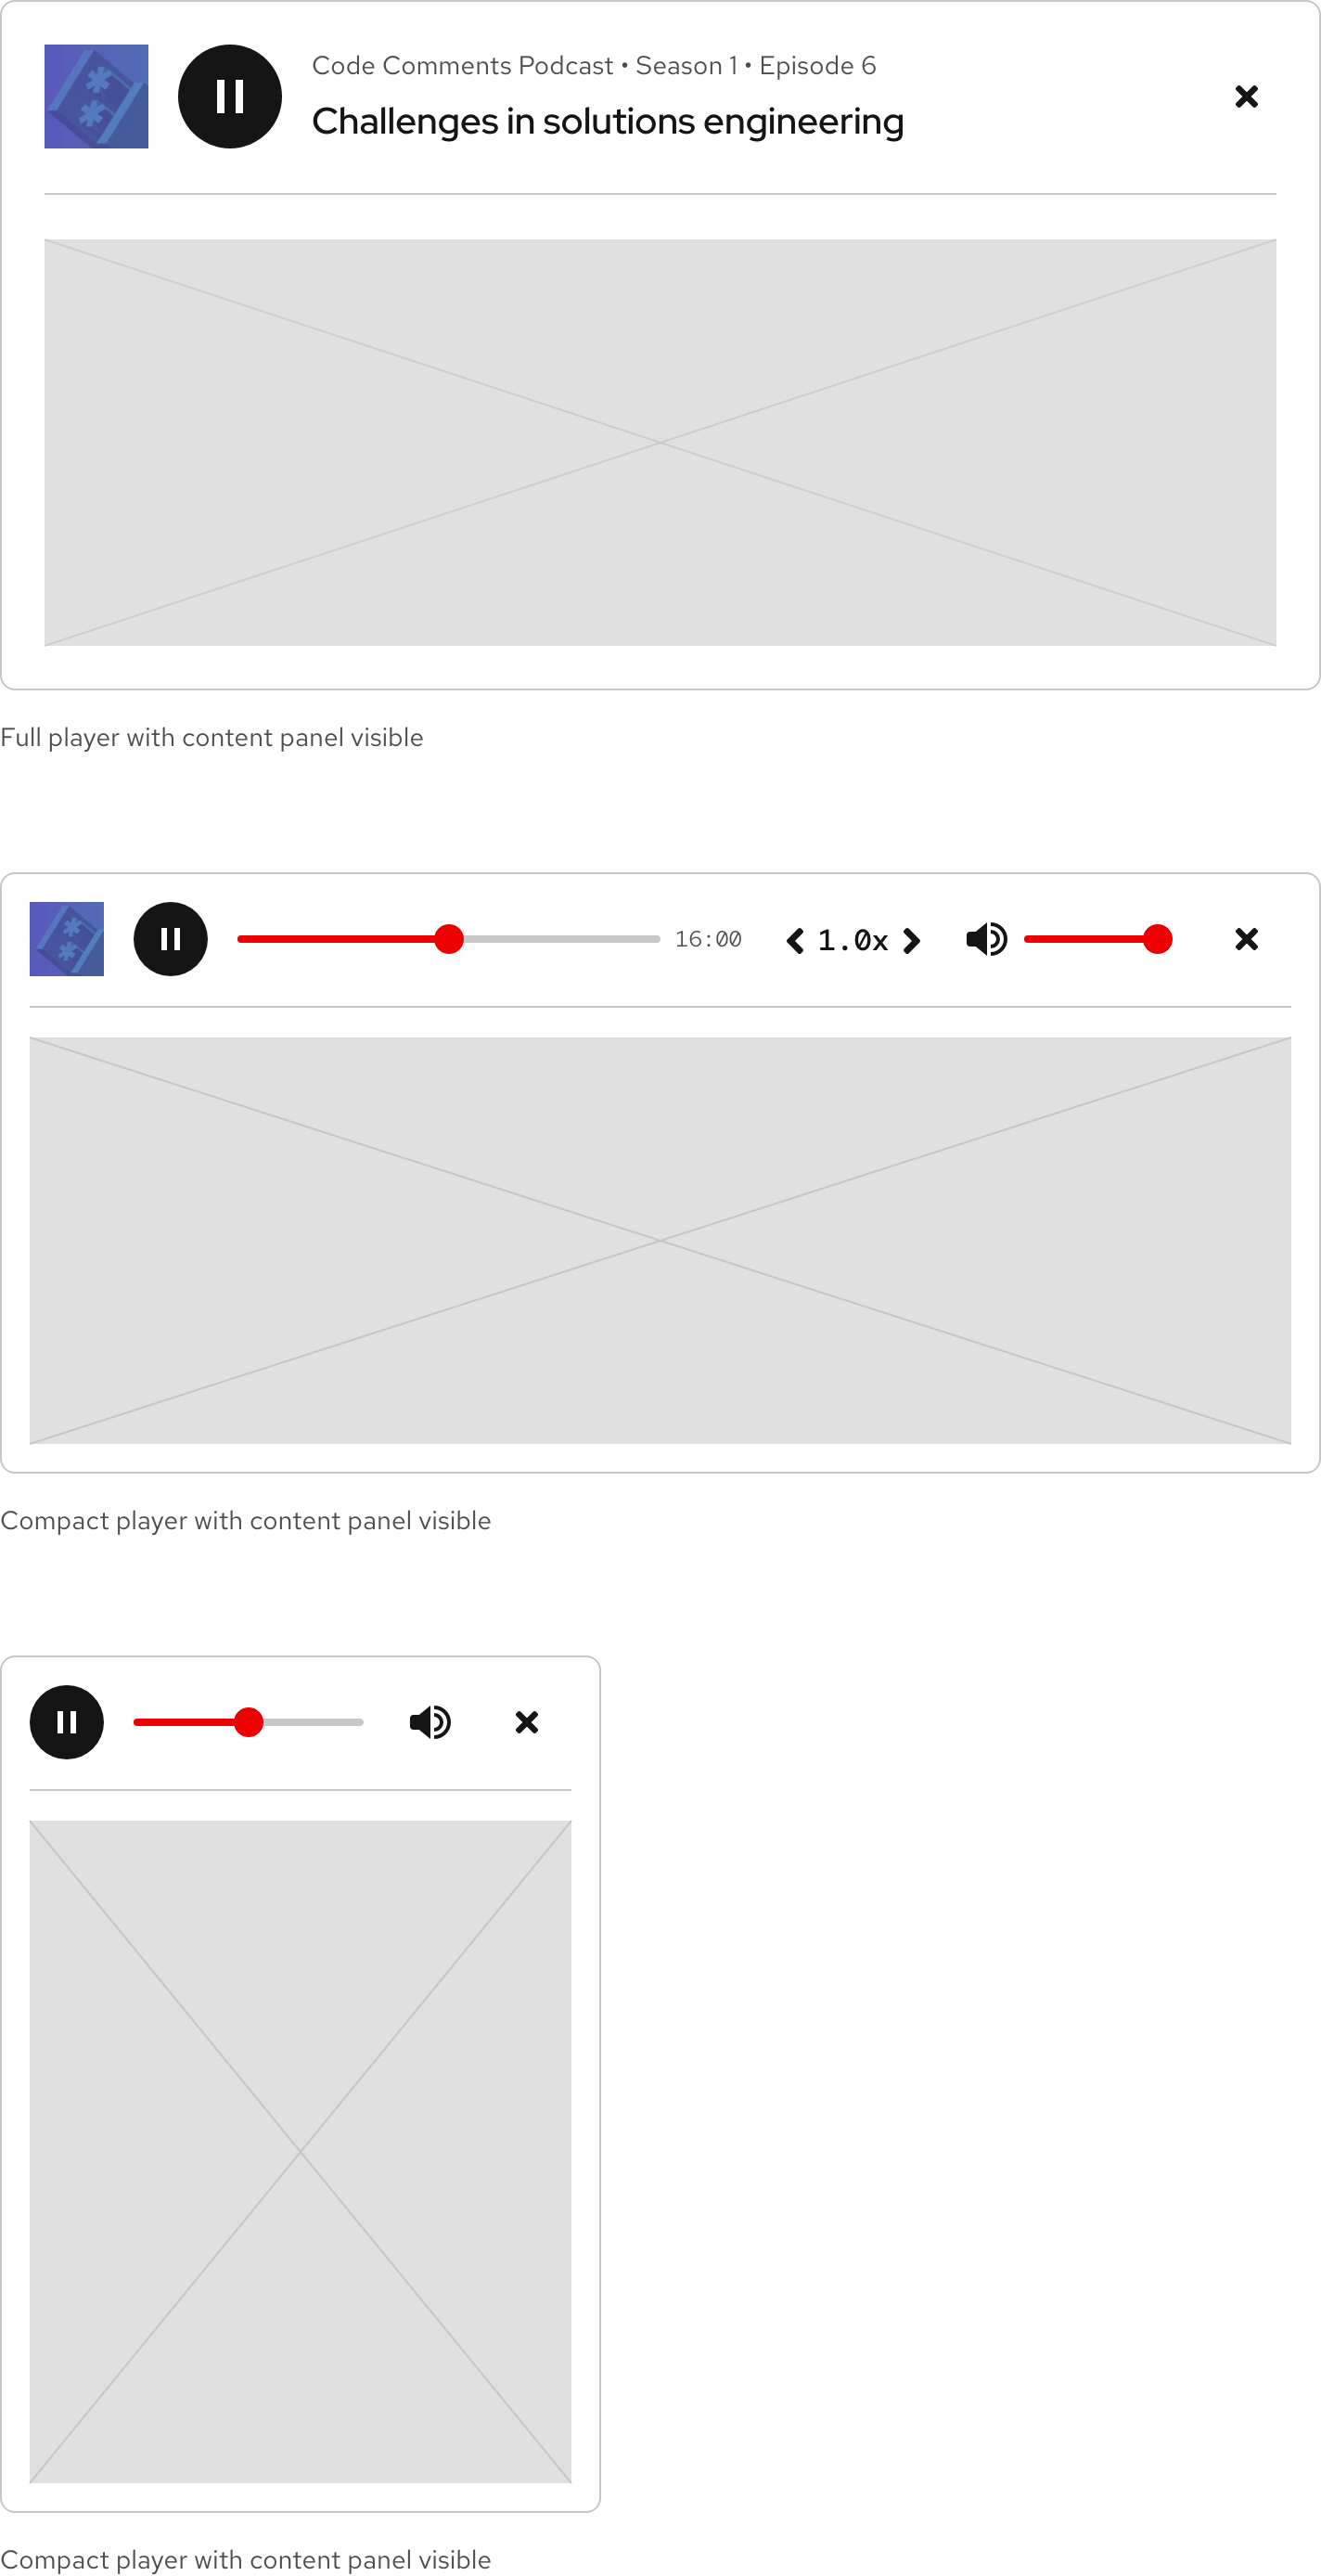 Code Comments Podcast • Season 1 • Episode 6
Challenges in solutions engineering
Full player with content panel visible
16:00
1.0x
Compact player with content panel visible
Compact player with content panel visible